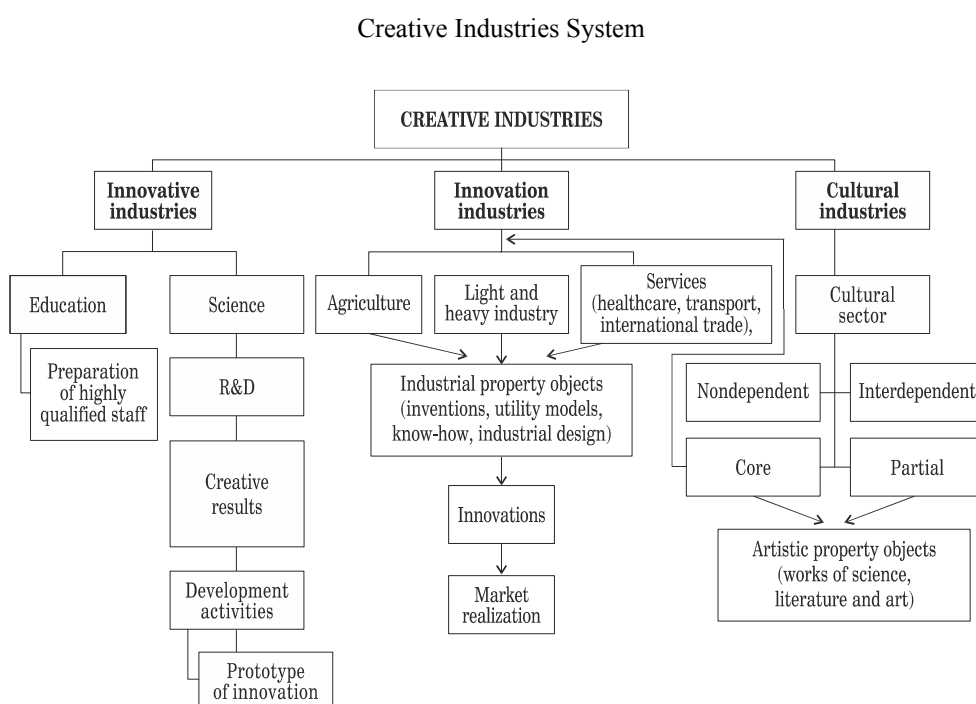 Creative Industries System
CREATIVE INDUSTRIES
Innovative
industries
Innovation
industries
Cultural
industries
Education
Science
Agriculture
Light and
heavy industry
Services
(healthcare, transport,
international trade),
Cultural
sector
Preparation
of highly
qualified staff
R&D
Industrial property objects
(inventions, utility models,
know-how, industrial design)
Nondependent
Interdependent
Creative
results
Core
Partial
Innovations
Artistic property objects
(works of science,
literature and art)
Development
activities
Market
realization
Prototype
of innovation